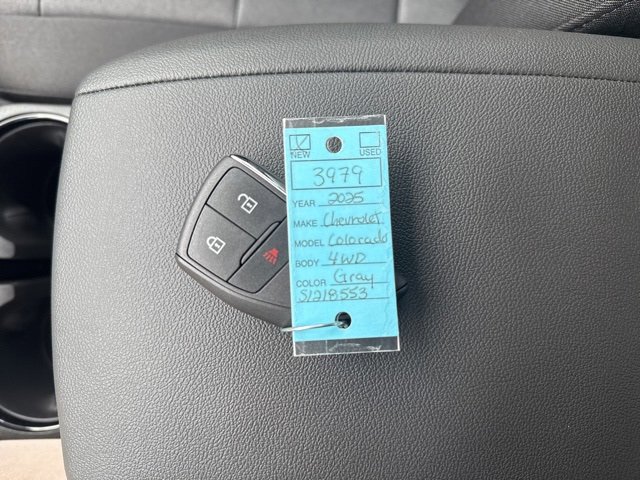 NEW USED
3979
YEAR 2025
MAKE Chevrolet
MODEL Colorado
BODY 4WD
COLOR Gray
S1218553